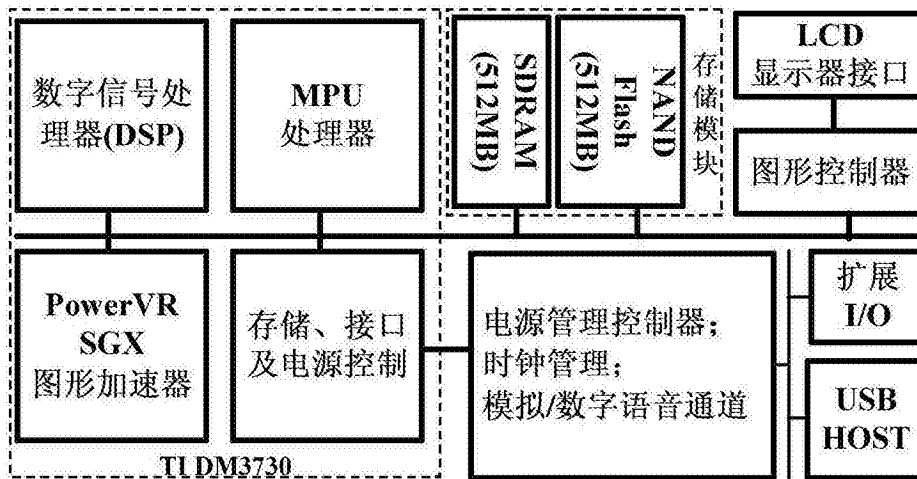 数字信号处
理器(DSP)
MPU
处理器
SDRAM
(512MB)
NAND
Flash
(512MB)
存储模块
LCD
显示器接口
图形控制器
PowerVR
SGX
图形加速器
存储、接口
及电源控制
电源管理控制器;
时钟管理;
模拟/数字语音通道
扩展
I/O
USB
HOST
TI DM3730